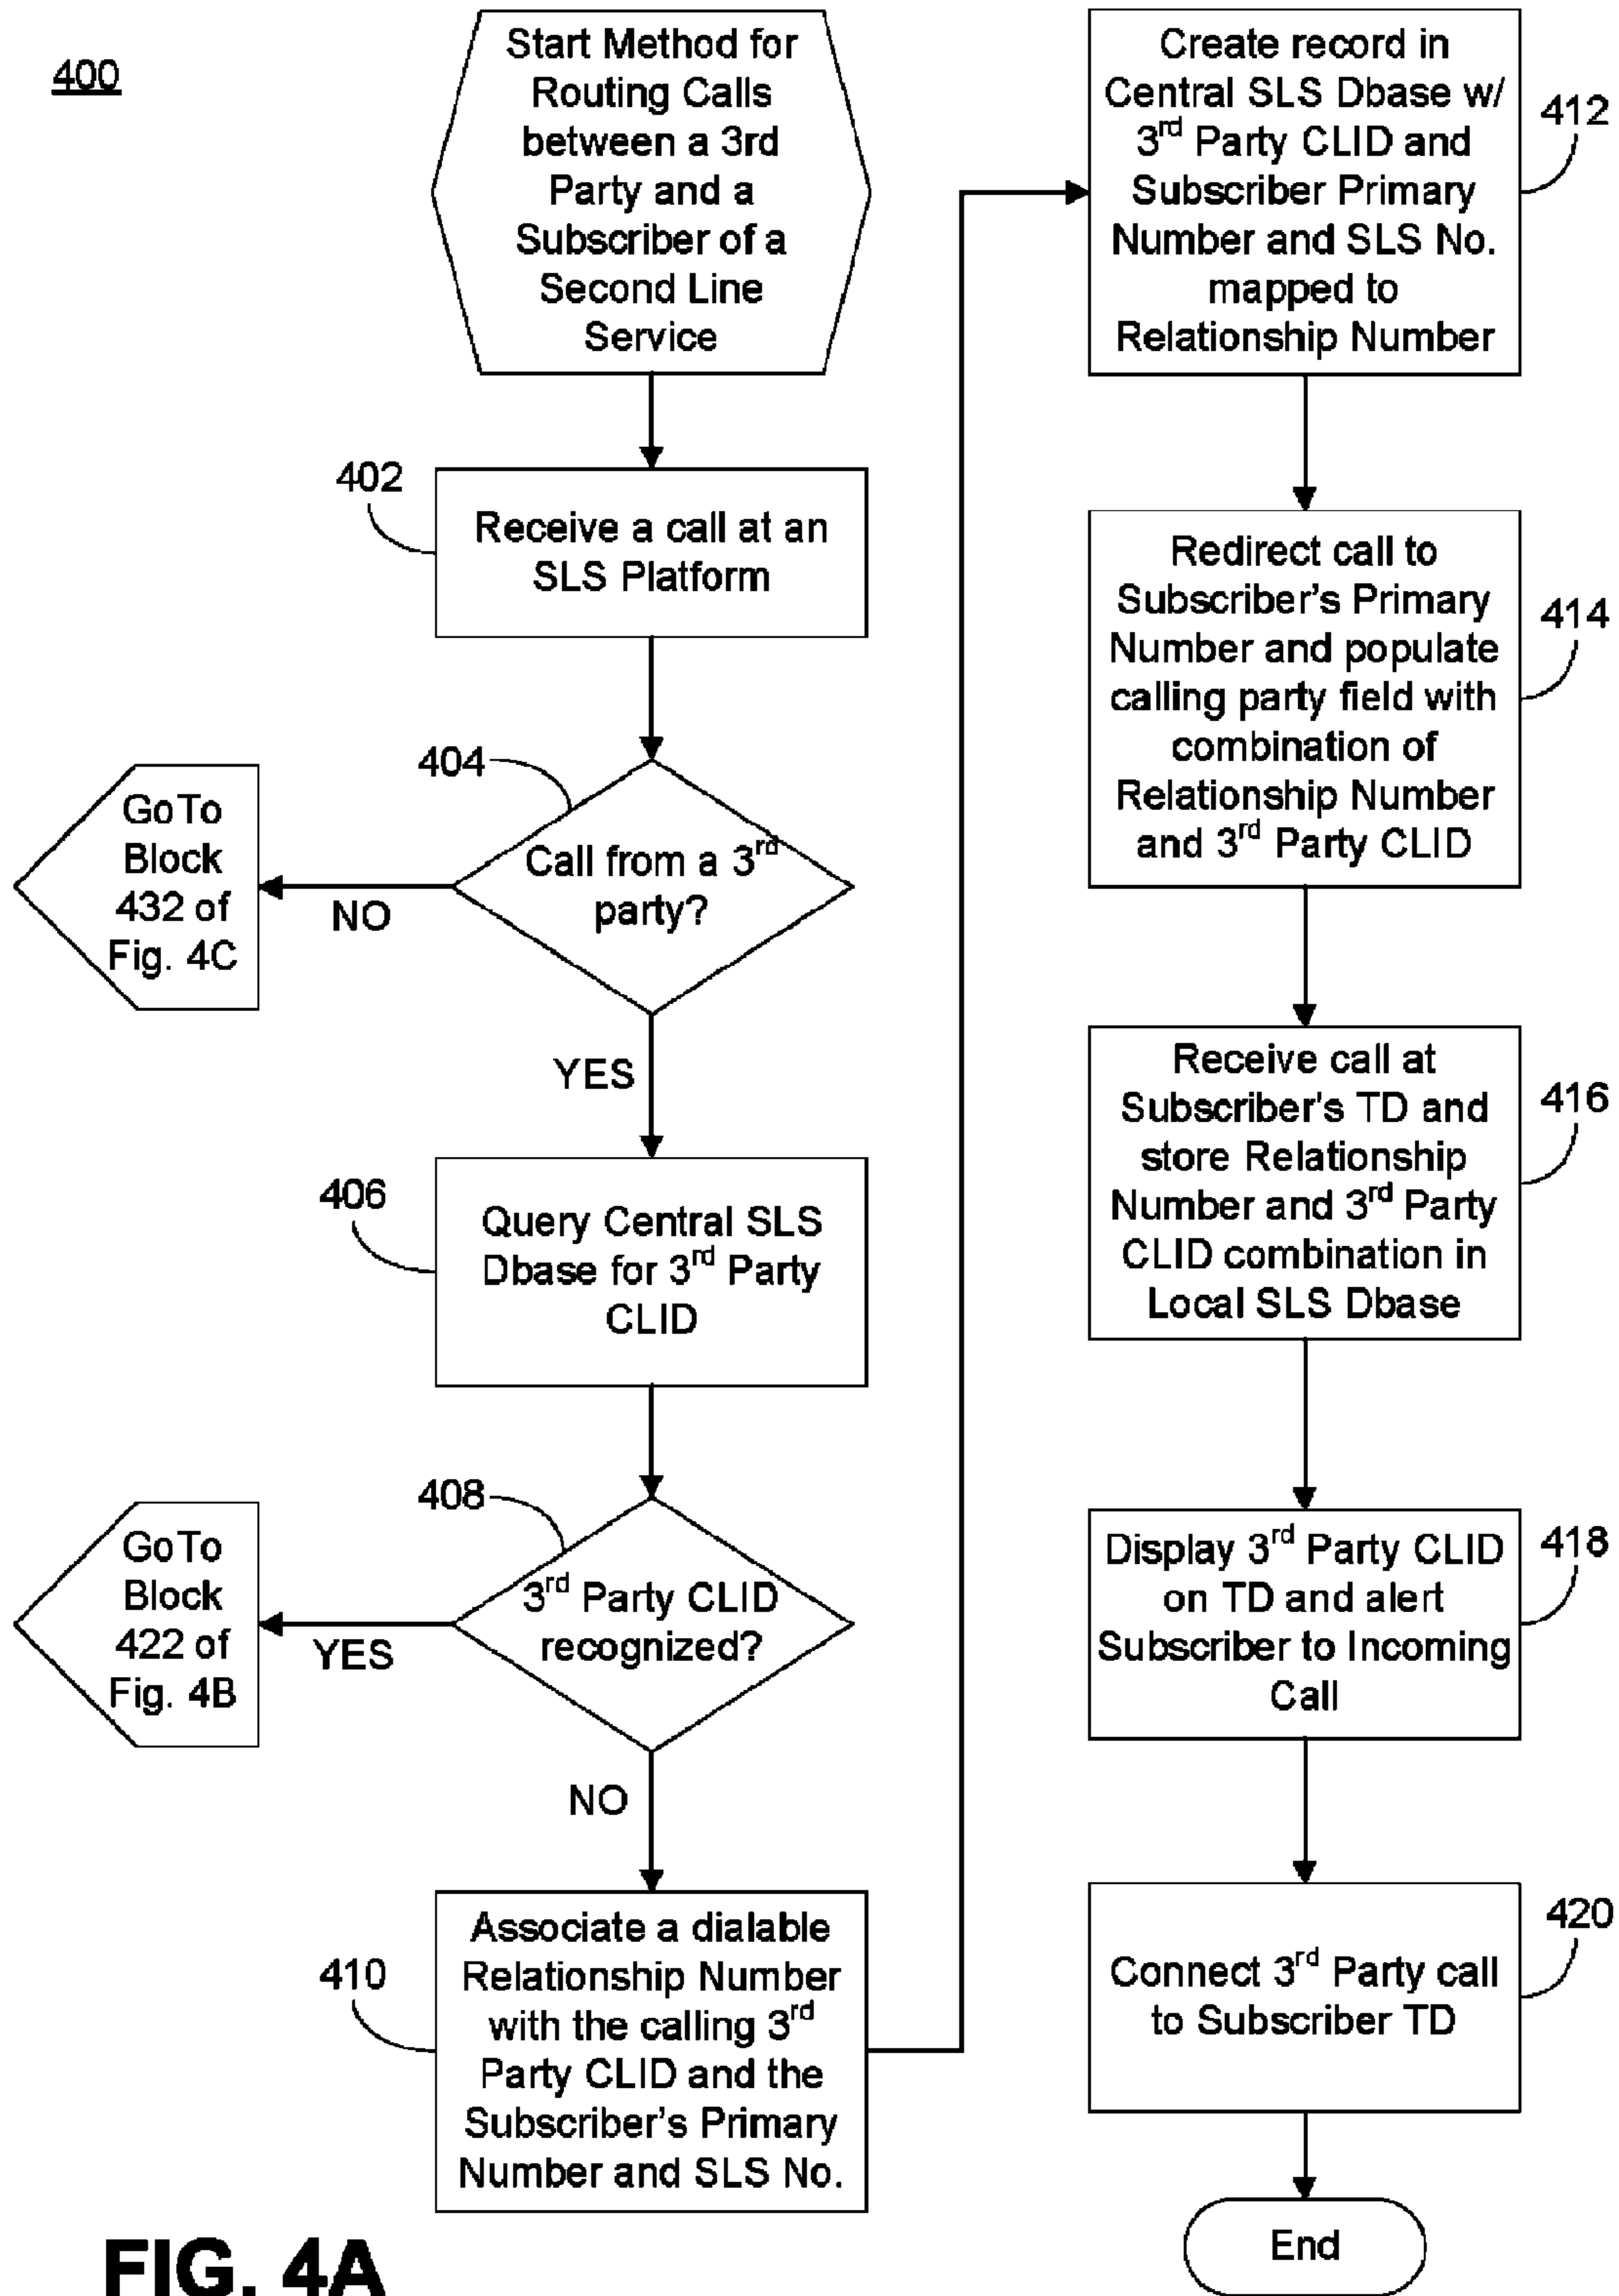 400
Start Method for
Routing Calls
between a 3rd
Party and a
Subscriber of a
Second Line
Service
402
Receive a call at an
SLS Platform
404
Call from a 3rd
party?
NO
GoTo
Block
432 of
Fig. 4C
YES
406
Query Central SLS
Dbase for 3rd Party
CLID
408
3rd Party CLID
recognized?
YES
GoTo
Block
422 of
Fig. 4B
NO
410
Associate a dialable
Relationship Number
with the calling 3rd
Party CLID and the
Subscriber's Primary
Number and SLS No.
Create record in
Central SLS Dbase w/
3rd Party CLID and
Subscriber Primary
Number and SLS No.
mapped to
Relationship Number
412
Redirect call to
Subscriber's Primary
Number and populate
calling party field with
combination of
Relationship Number
and 3rd Party CLID
414
Receive call at
Subscriber's TD and
store Relationship
Number and 3rd Party
CLID combination in
Local SLS Dbase
416
Display 3rd Party CLID
on TD and alert
Subscriber to Incoming
Call
418
Connect 3rd Party call
to Subscriber TD
420
End
FIG. 4A